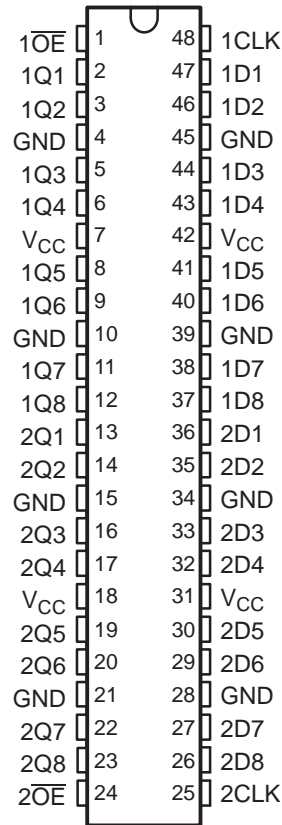 1O̅E̅ 1 48 1CLK
1Q1 2 47 1D1
1Q2 3 46 1D2
GND 4 45 GND
1Q3 5 44 1D3
1Q4 6 43 1D4
VCC 7 42 VCC
1Q5 8 41 1D5
1Q6 9 40 1D6
GND 10 39 GND
1Q7 11 38 1D7
1Q8 12 37 1D8
2Q1 13 36 2D1
2Q2 14 35 2D2
GND 15 34 GND
2Q3 16 33 2D3
2Q4 17 32 2D4
VCC 18 31 VCC
2Q5 19 30 2D5
2Q6 20 29 2D6
GND 21 28 GND
2Q7 22 27 2D7
2Q8 23 26 2D8
2O̅E̅ 24 25 2CLK